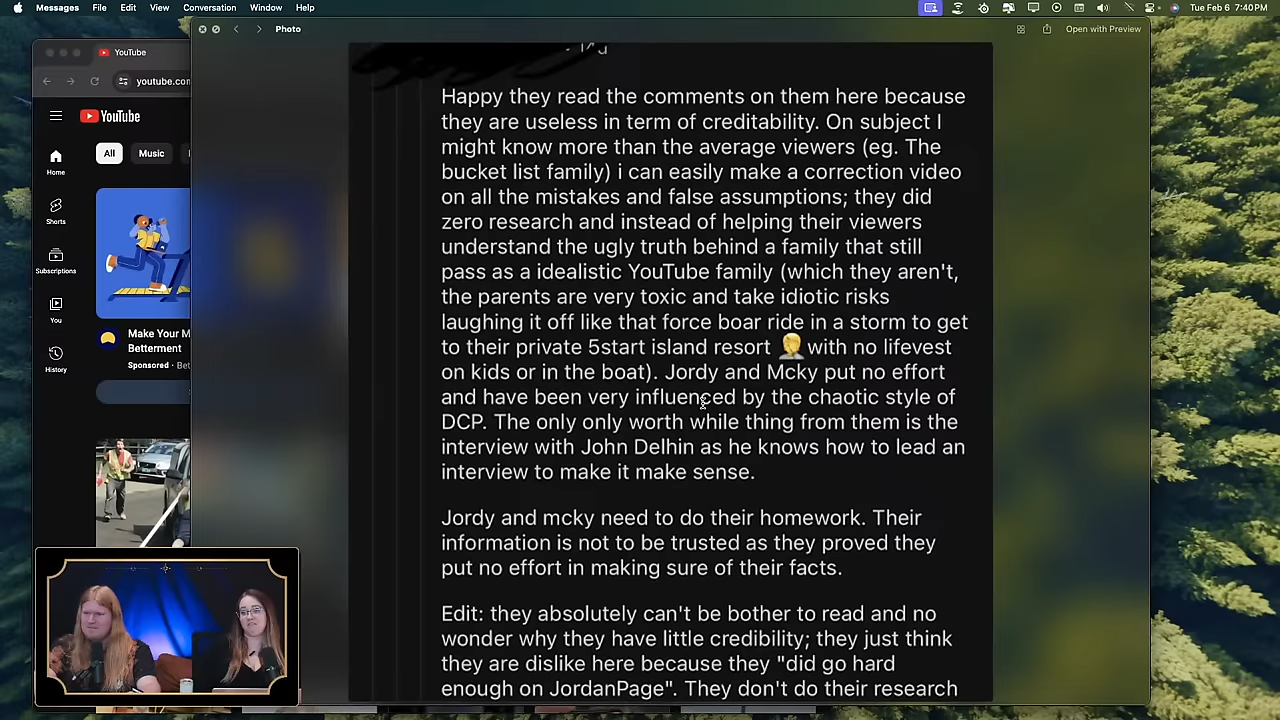 Messages File Edit View Conversation Window Help Tue Feb 6 7:40 PM
Photo Open with Preview
YouTube
YouTube
All Music
Home
Shorts
Subscriptions
You
History
Make Your M
Betterment
Sponsored
14d
Happy they read the comments on them here because
they are useless in term of creditability. On subject I
might know more than the average viewers (eg. The
bucket list family) i can easily make a correction video
on all the mistakes and false assumptions; they did
zero research and instead of helping their viewers
understand the ugly truth behind a family that still
pass as a idealistic YouTube family (which they aren't,
the parents are very toxic and take idiotic risks
laughing it off like that force boar ride in a storm to get
to their private 5start island resort 🤦 with no lifevest
on kids or in the boat). Jordy and Mcky put no effort
and have been very influenced by the chaotic style of
DCP. The only only worth while thing from them is the
interview with John Delhin as he knows how to lead an
interview to make it make sense.
Jordy and mcky need to do their homework. Their
information is not to be trusted as they proved they
put no effort in making sure of their facts.
Edit: they absolutely can't be bother to read and no
wonder why they have little credibility; they just think
they are dislike here because they "did go hard
enough on JordanPage". They don't do their research